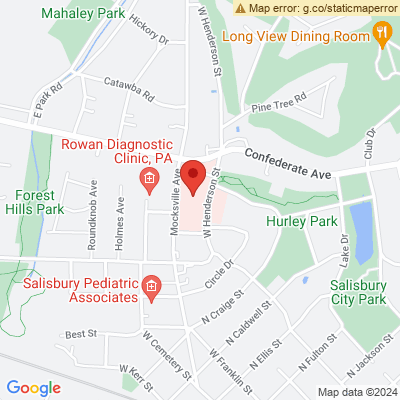 Map error: g.co/staticmaperror
Mahaley Park
Hickory Dr
W Henderson St
Long View Dining Room
Catawba Rd
E Park Rd
Pine Tree Rd
Club Dr
Rowan Diagnostic
Clinic, PA
Confederate Ave
Forest
Hills Park
Roundknob Ave
Holmes Ave
Mocksville Ave
W Henderson St
Hurley Park
Lake Dr
Salisbury Pediatric
Associates
Circle Dr
Salisbury
City Park
Best St
N Craige St
N Caldwell St
W Kerr St
W Cemetery St
W Franklin St
N Ellis St
N Fulton St
N Jackson St
Google
Map data ©2024